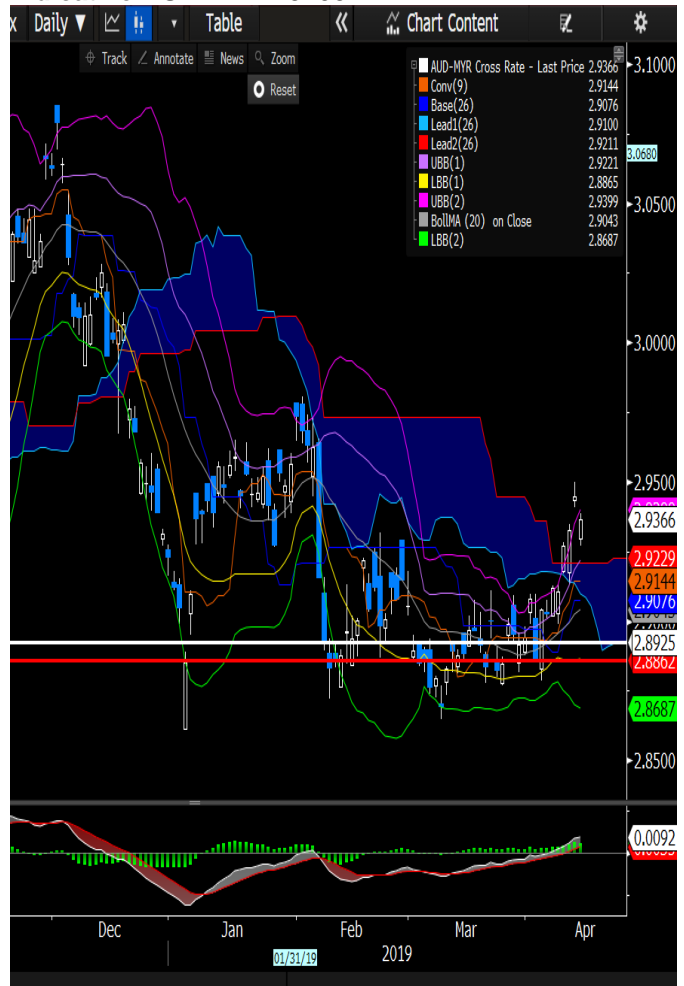 x Daily ▼ Table « Chart Content
Track Annotate News Zoom
Reset
AUD-MYR Cross Rate - Last Price 2.9366
Conv(9) 2.9144
Base(26) 2.9076
Lead1(26) 2.9100
Lead2(26) 2.9211
UBB(1) 2.9221
LBB(1) 2.8865
UBB(2) 2.9399
BollMA (20) on Close 2.9043
LBB(2) 2.8687
3.1000
3.0680
3.0500
3.0000
2.9500
2.9366
2.9229
2.9144
2.9076
2.8925
2.8862
2.8687
2.8500
0.0092
Dec Jan Feb Mar Apr
01/31/19 2019